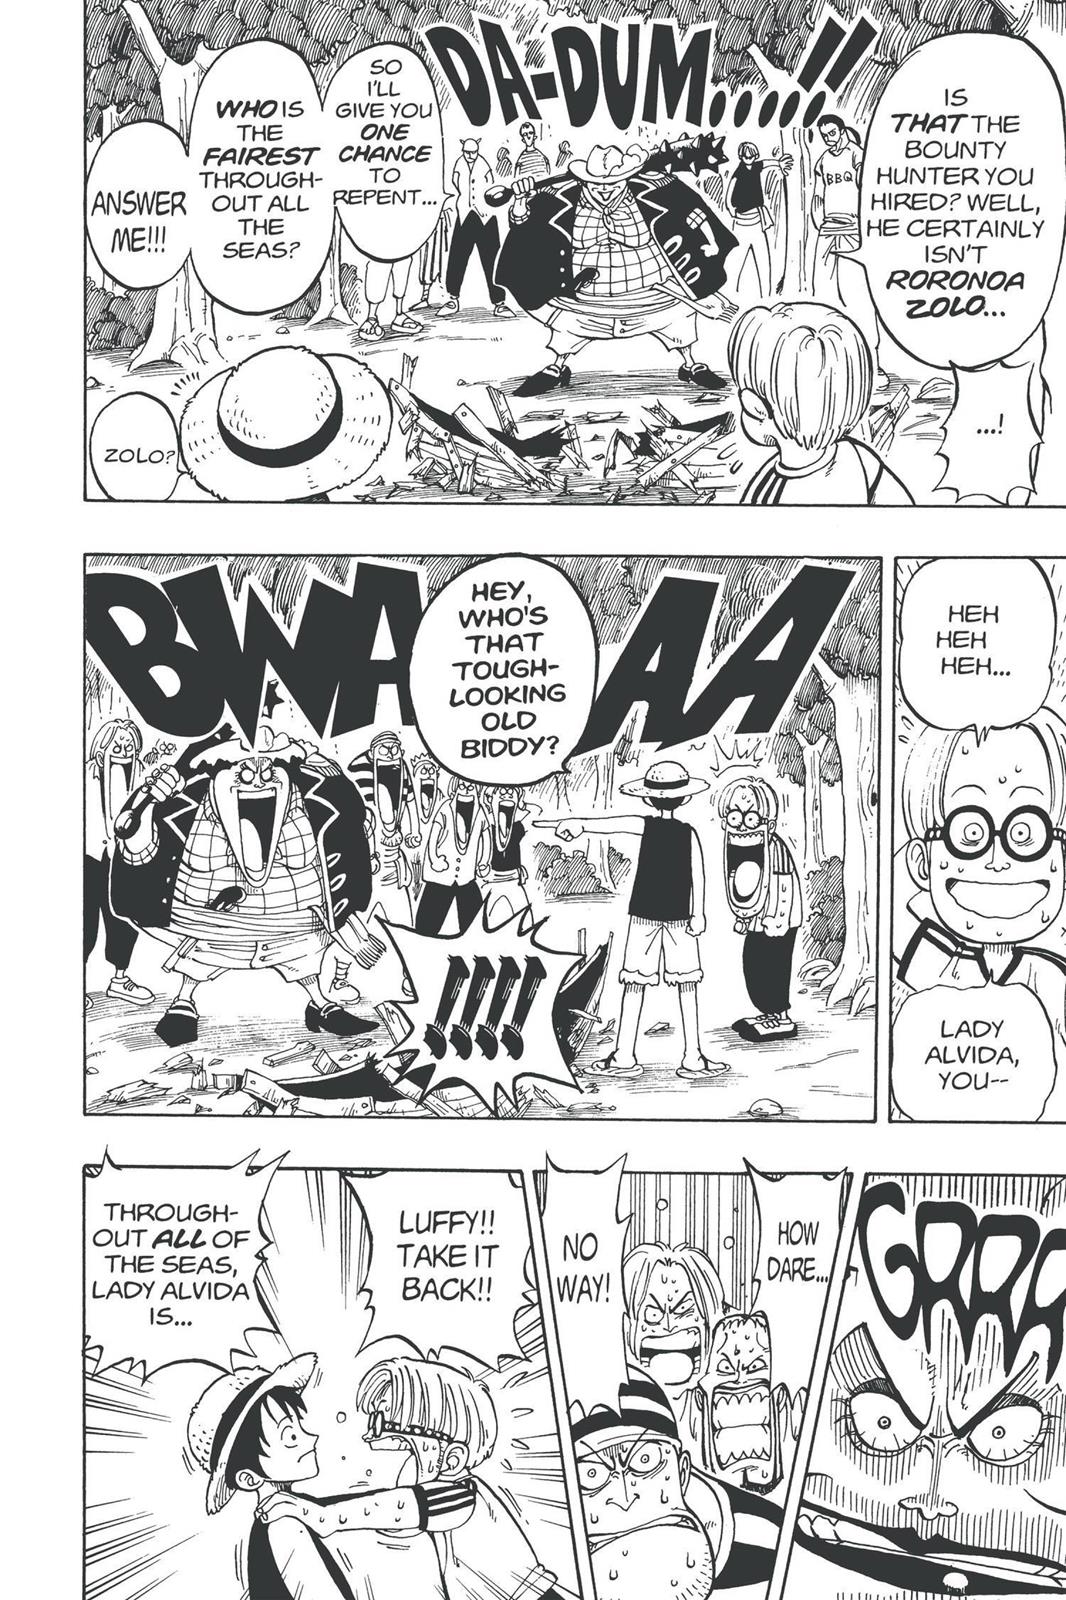 IS
THAT THE
BOUNTY
HUNTER YOU
HIRED? WELL,
HE CERTAINLY
ISN'T
RORONOA
ZOLO...
...!
DA-DUM.....!!
BBQ
SO
I'LL
GIVE YOU
ONE
CHANCE
TO
REPENT...
WHO IS
THE
FAIREST
THROUGH-
OUT ALL
THE
SEAS?
ANSWER
ME!!!
ZOLO?
HEH
HEH
HEH...
LADY
ALVIDA,
YOU--
HEY,
WHO'S
THAT
TOUGH-
LOOKING
OLD
BIDDY?
BWAAA
!!!!
GRRR
HOW
DARE...
NO
WAY!
LUFFY!!
TAKE IT
BACK!!
THROUGH-
OUT ALL OF
THE SEAS,
LADY ALVIDA
IS...